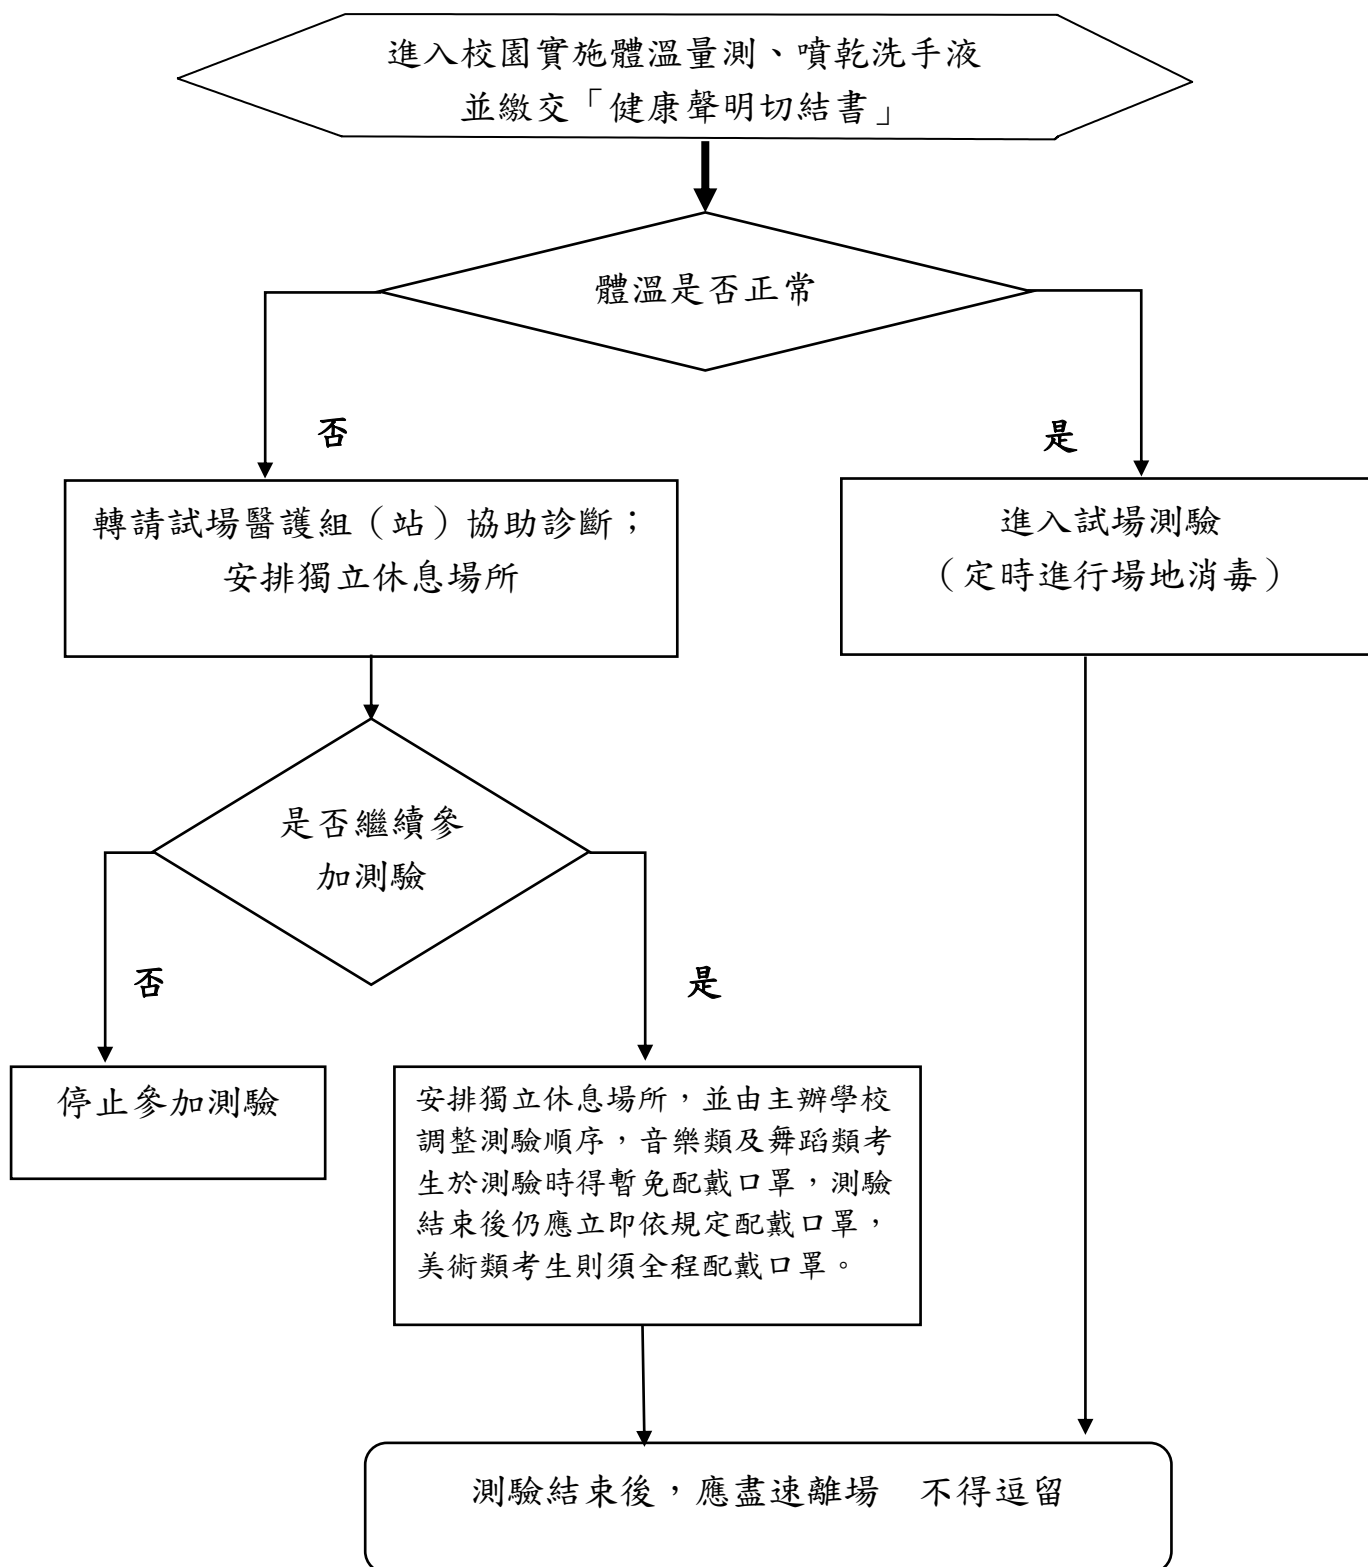 進入校園實施體溫量測、噴乾洗手液
並繳交「健康聲明切結書」
體溫是否正常
否
是
轉請試場醫護組（站）協助診斷；
安排獨立休息場所
進入試場測驗
（定時進行場地消毒）
是否繼續參
加測驗
否
是
停止參加測驗
安排獨立休息場所，並由主辦學校
調整測驗順序，音樂類及舞蹈類考
生於測驗時得暫免配戴口罩，測驗
結束後仍應立即依規定配戴口罩，
美術類考生則須全程配戴口罩。
測驗結束後，應盡速離場　不得逗留